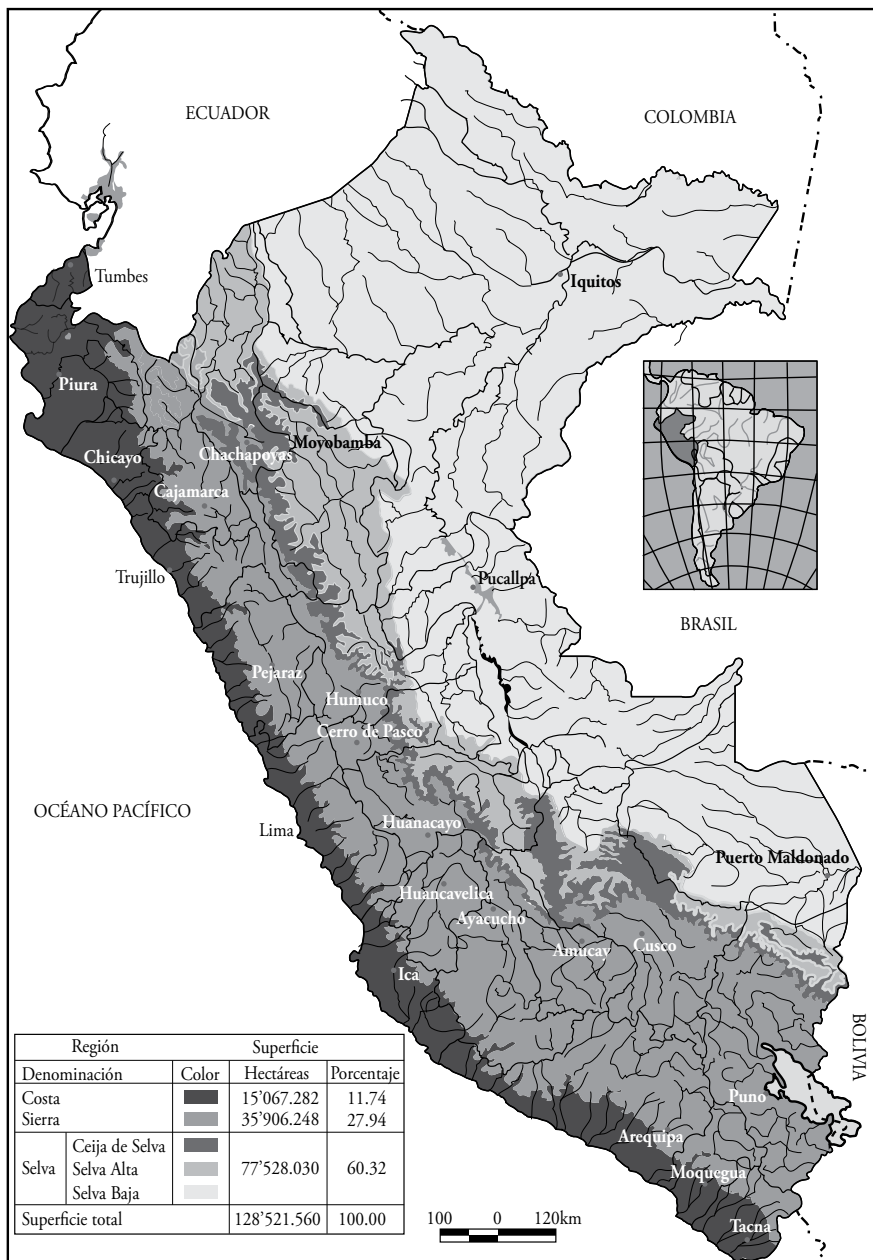 ECUADOR
COLOMBIA
Tumbes
Iquitos
Piura
Moyobamba
Chachapoyas
Chicayo
Cajamarca
Trujillo
Pucallpa
BRASIL
Pejaraz
Humuco
Cerro de Pasco
OCÉANO PACÍFICO
Lima
Huanacayo
Puerto Maldonado
Huancavelica
Ayacucho
Amucay
Cusco
Ica
BOLIVIA
Puno
Arequipa
Moquegua
Tacna
Región Superficie
Denominación Color Hectáreas Porcentaje
Costa 15’067.282 11.74
Sierra 35’906.248 27.94
Selva
Ceija de Selva
Selva Alta 77’528.030 60.32
Selva Baja
Superficie total 128’521.560 100.00
100 0 120km